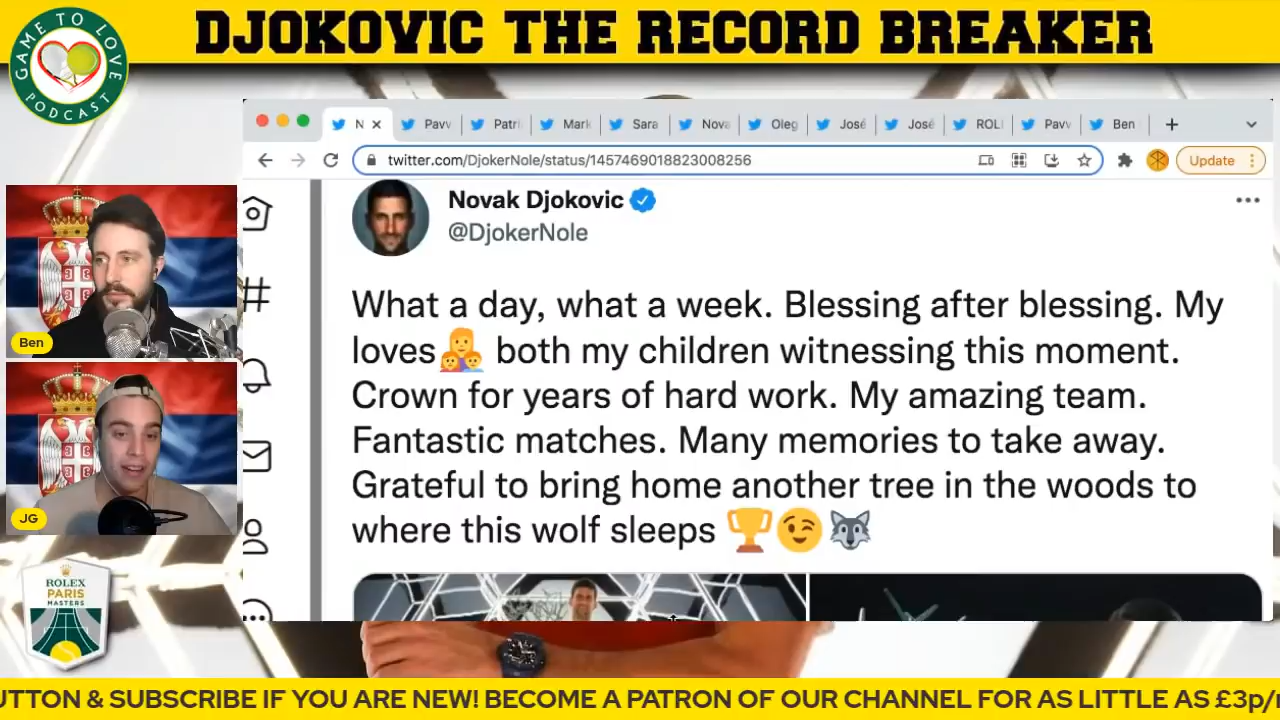 DJOKOVIC THE RECORD BREAKER
GAME TO LOVE
PODCAST
N
Pavv
Patri
Mark
Sara
Nova
Oleg
José
José
ROLI
Pavv
Ben
twitter.com/DjokerNole/status/1457469018823008256
Update
Novak Djokovic
@DjokerNole
What a day, what a week. Blessing after blessing. My
loves👩‍👧‍👦 both my children witnessing this moment.
Crown for years of hard work. My amazing team.
Fantastic matches. Many memories to take away.
Grateful to bring home another tree in the woods to
where this wolf sleeps 🏆😉🐺
Ben
JG
ROLEX
PARIS
MASTERS
UTTON & SUBSCRIBE IF YOU ARE NEW! BECOME A PATRON OF OUR CHANNEL FOR AS LITTLE AS £3p/